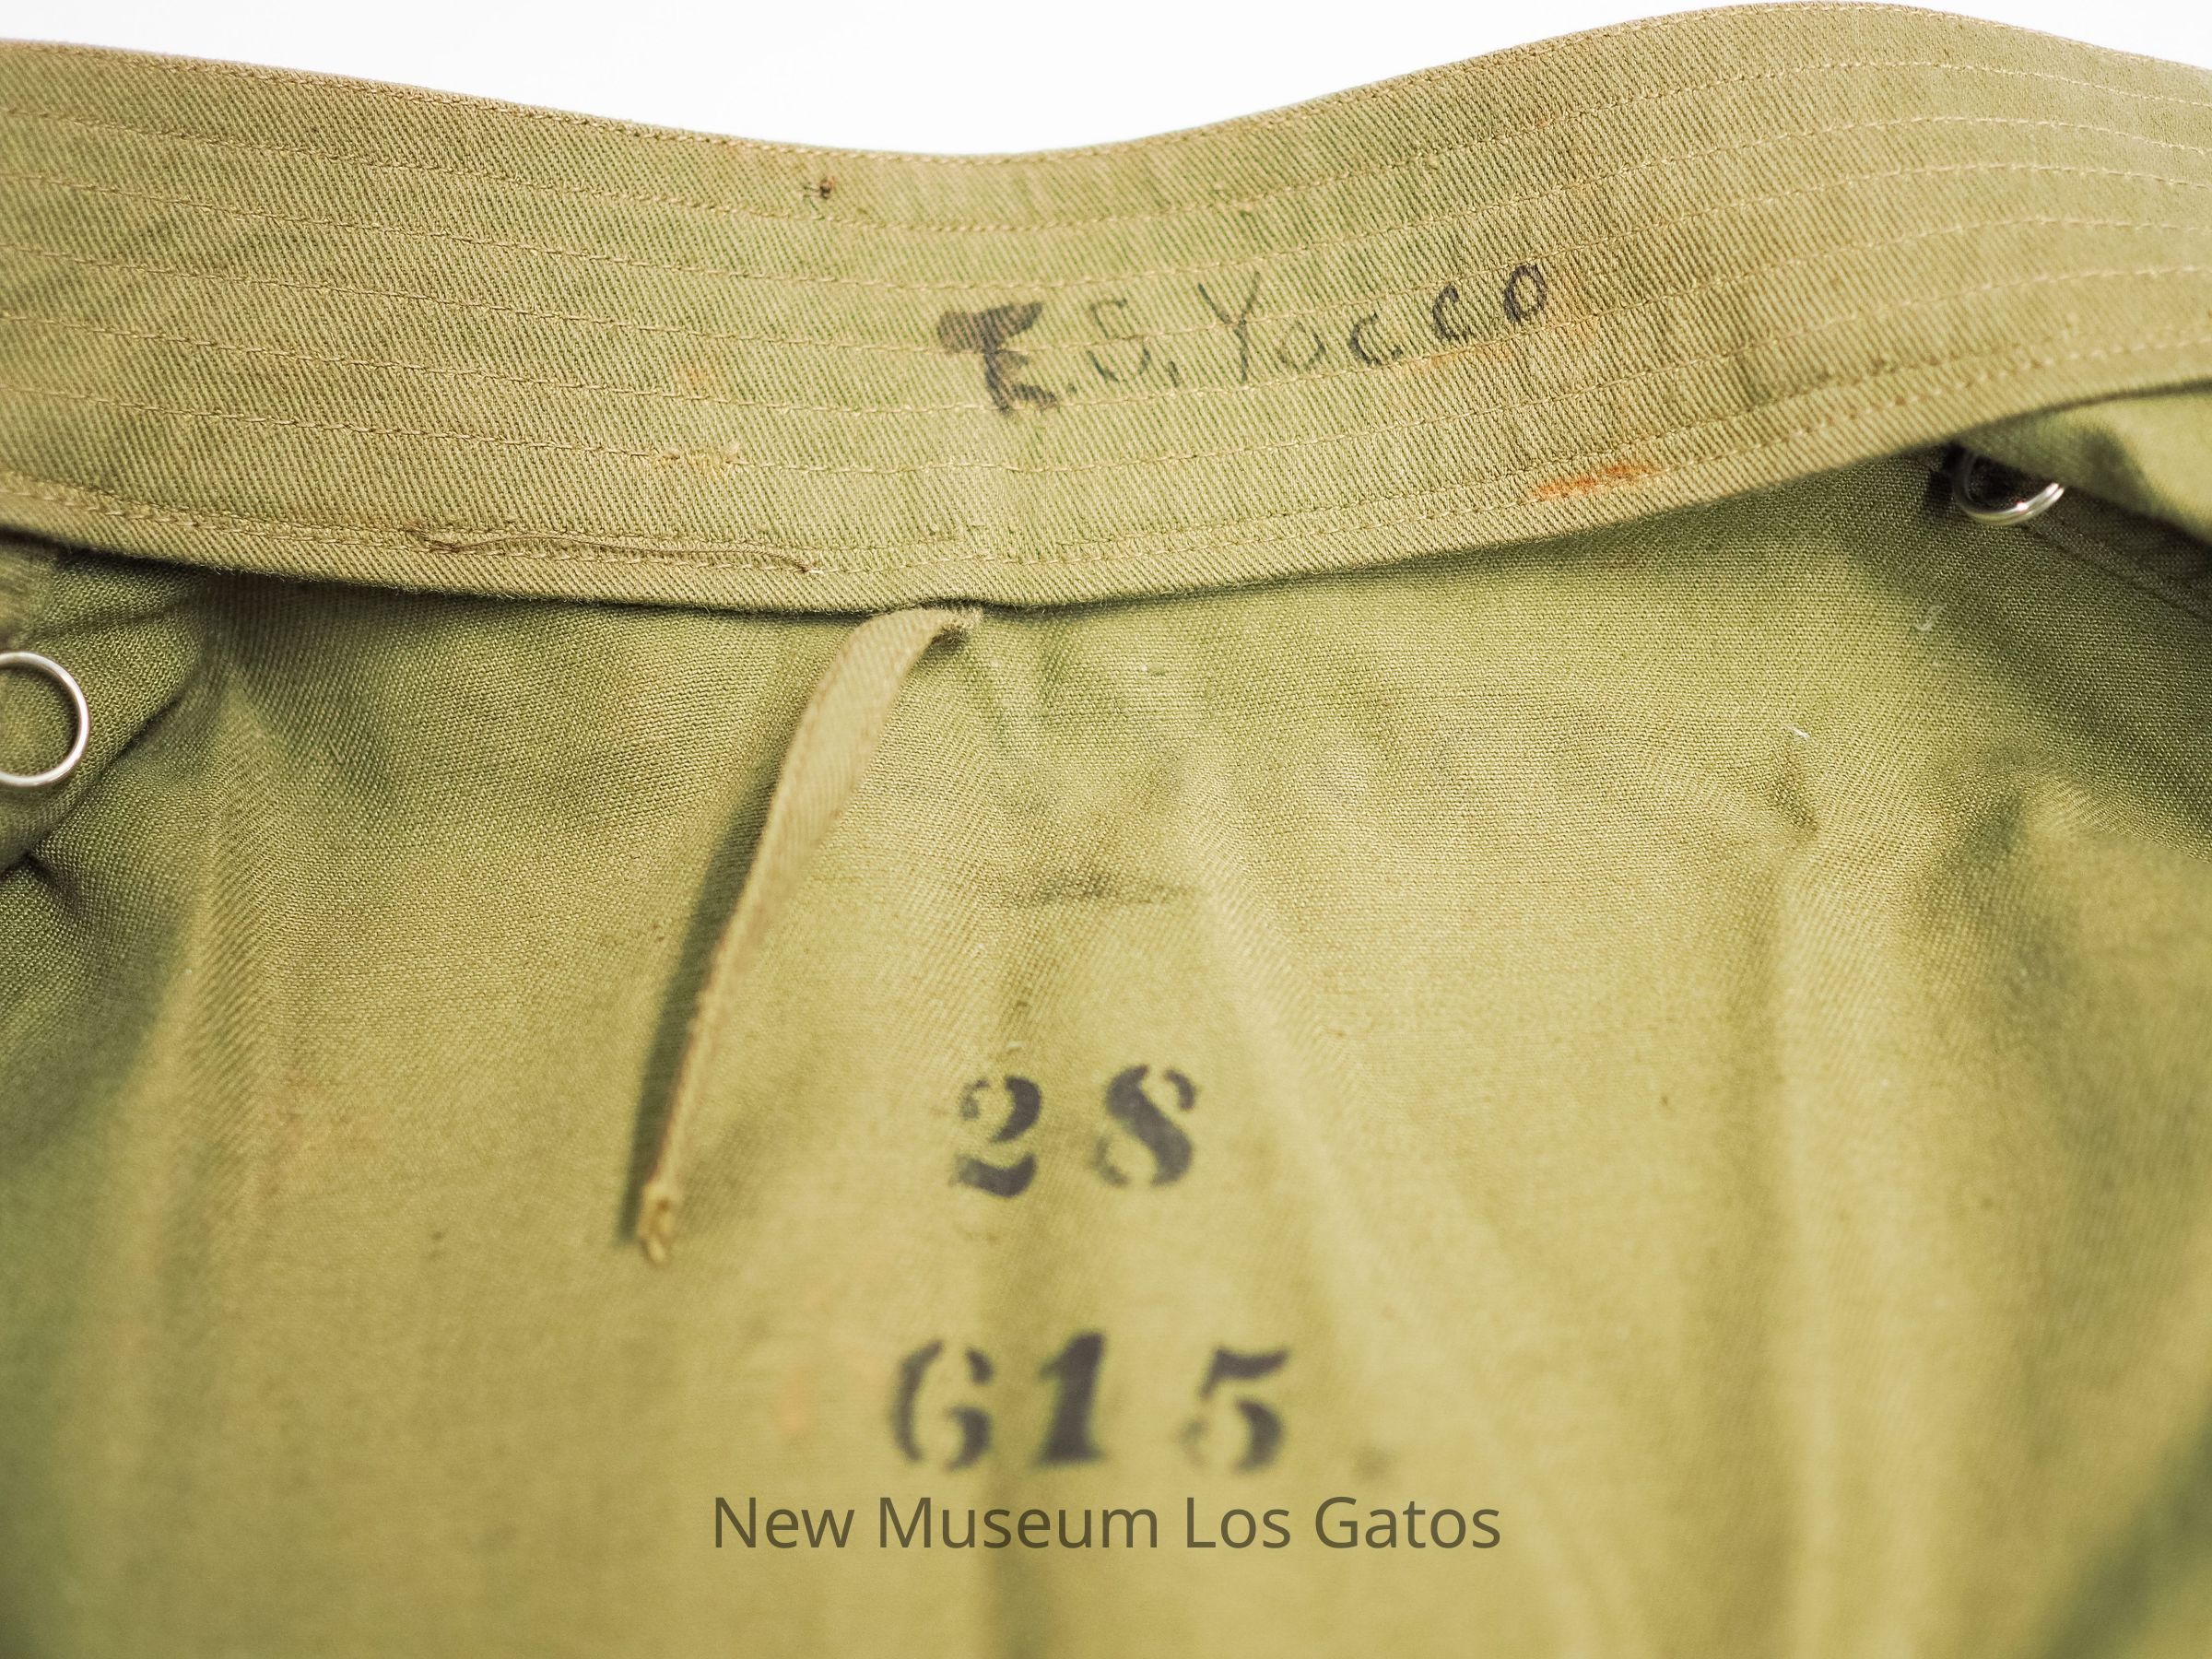 K.S. Yocco
28
615
New Museum Los Gatos